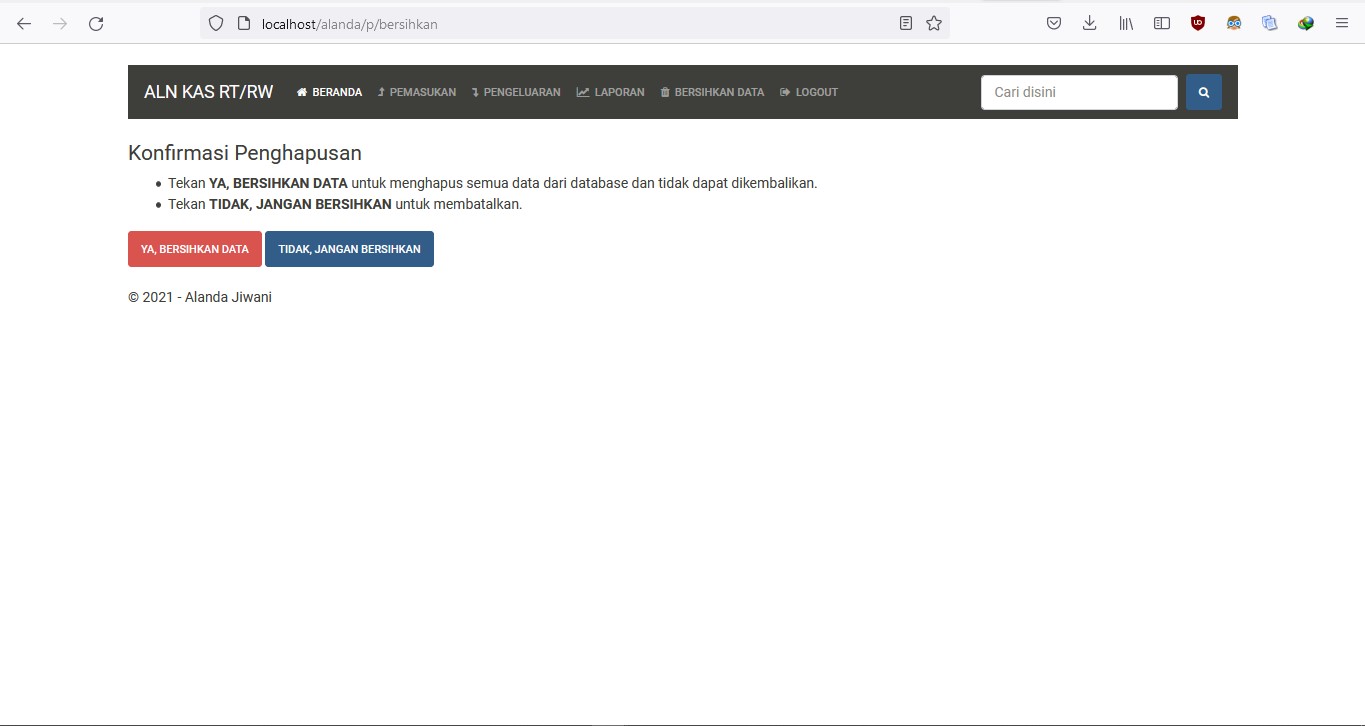 localhost/alanda/p/bersihkan
ALN KAS RT/RW BERANDA PEMASUKAN PENGELUARAN LAPORAN BERSIHKAN DATA LOGOUT Cari disini
Konfirmasi Penghapusan
• Tekan YA, BERSIHKAN DATA untuk menghapus semua data dari database dan tidak dapat dikembalikan.
• Tekan TIDAK, JANGAN BERSIHKAN untuk membatalkan.
YA, BERSIHKAN DATA TIDAK, JANGAN BERSIHKAN
© 2021 - Alanda Jiwani